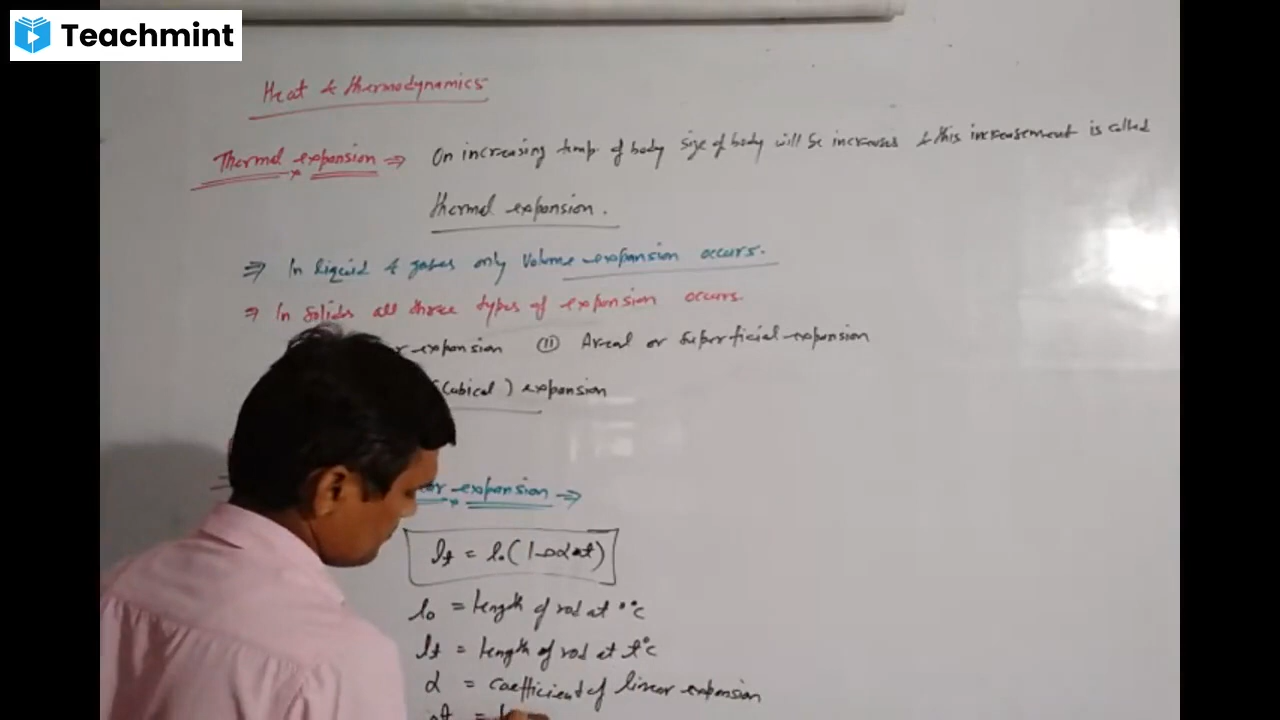 Teachmint
Heat & thermodynamics
Thermal expansion ⇒ On increasing temp. of body size of body will be increases & this increasement is called
thermal expansion.
⇒ In liquid & gases only volume expansion occurs.
⇒ In Solids all three types of expansion occurs.
expansion (II) Areal or Superficial expansion
(Cubical) expansion
expansion ⇒
lt = l0(1
l0 = length of rod at 0°c
lt = length of rod at t°c
α = coefficient of linear expansion